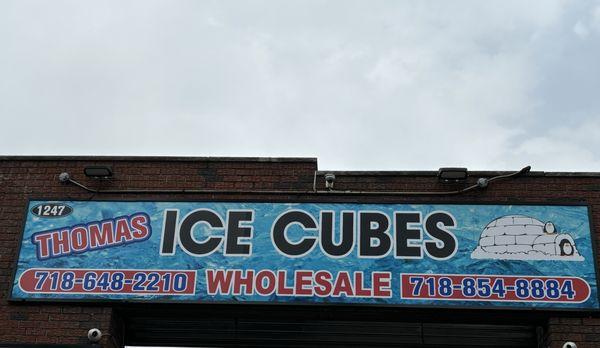 1247
THOMAS ICE CUBES
718-648-2210 WHOLESALE 718-854-8884